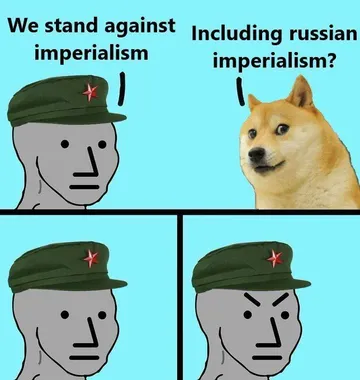 We stand against
imperialism
Including russian
imperialism?